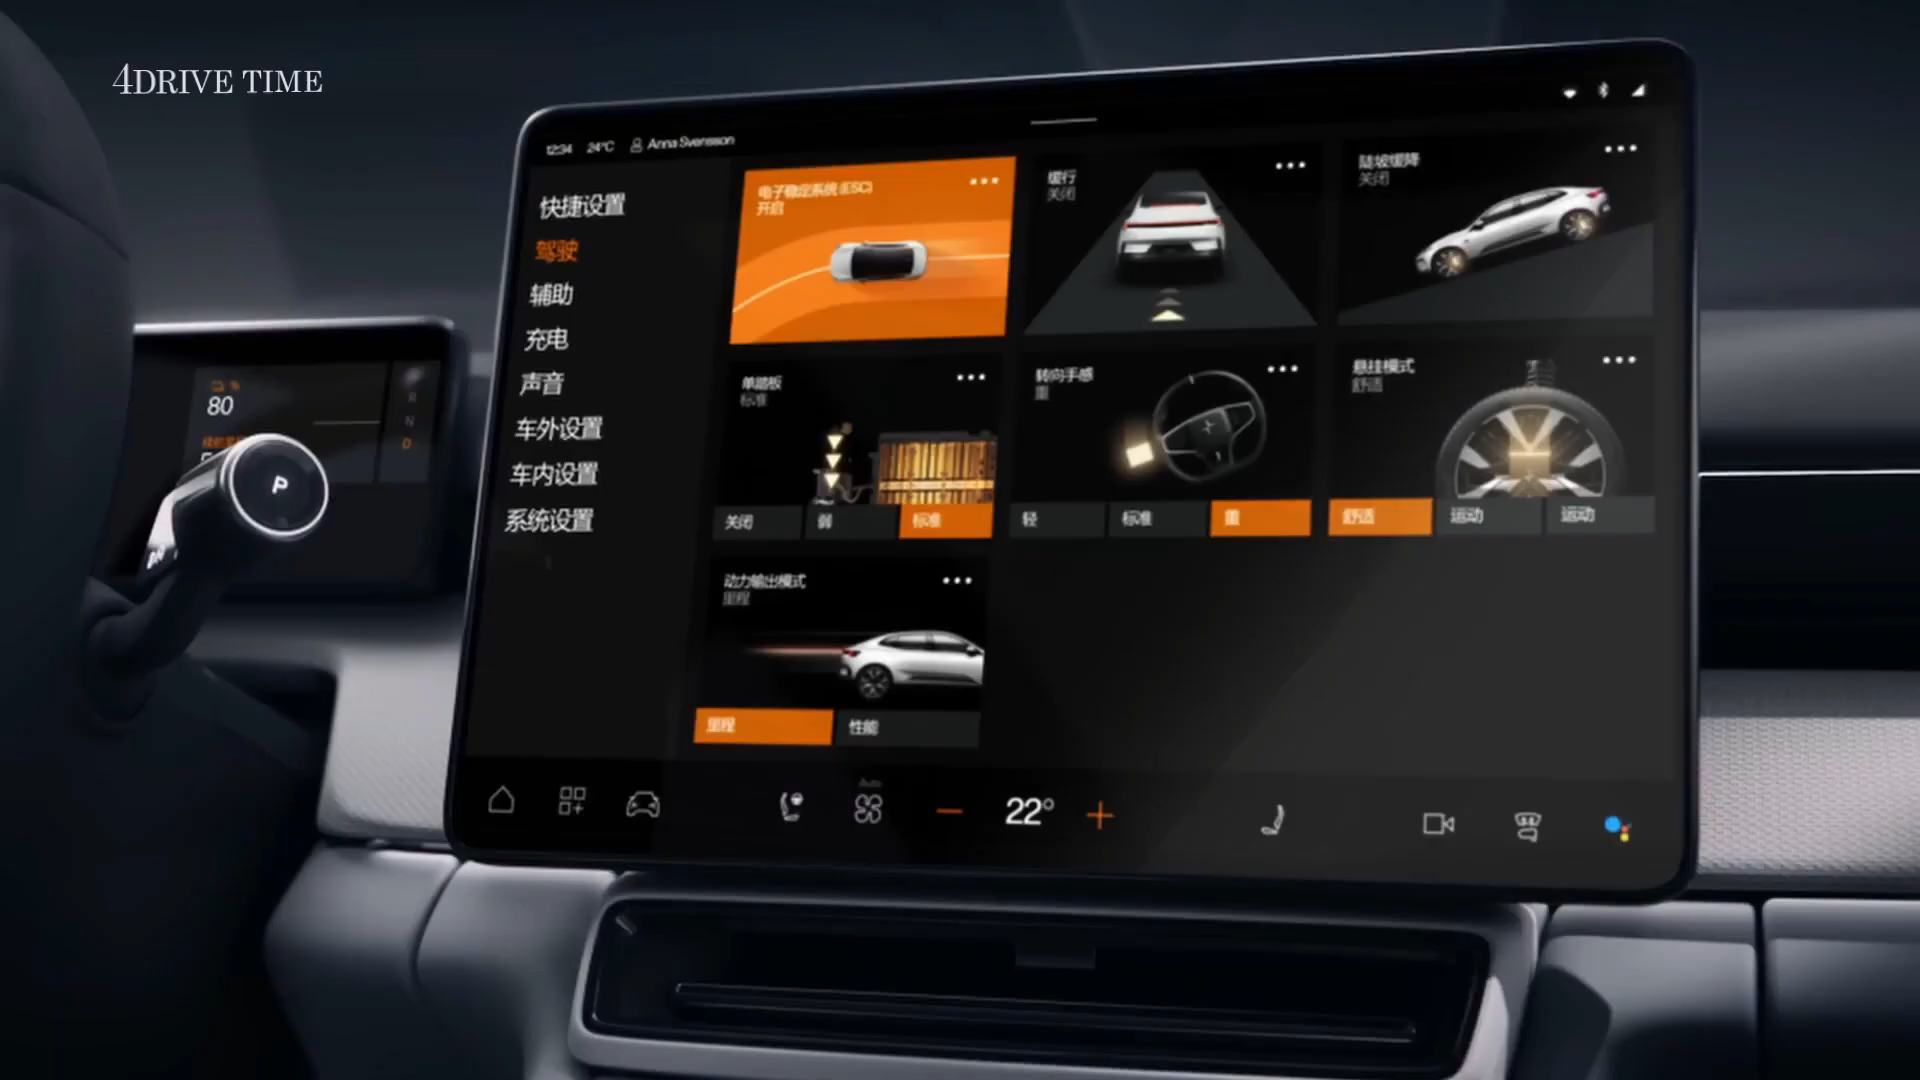 4DRIVE TIME
12:34 24°C Anna Svensson
快捷设置
驾驶
辅助
充电
声音
车外设置
车内设置
系统设置
电子稳定系统 (ESC)
开启
缓行
关闭
陡坡缓降
关闭
单踏板
标准
关闭
弱
标准
转向手感
重
轻
标准
重
悬挂模式
舒适
舒适
运动
运动
动力输出模式
里程
里程
性能
Auto
22°
80
R
N
D
P